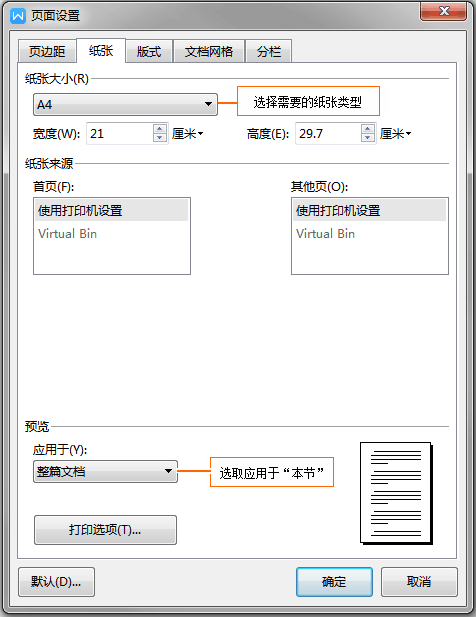 页面设置
页边距 纸张 版式 文档网格 分栏
纸张大小(R)
A4 选择需要的纸张类型
宽度(W): 21 厘米 高度(E): 29.7 厘米
纸张来源
首页(F): 其他页(O):
使用打印机设置 使用打印机设置
Virtual Bin Virtual Bin
预览
应用于(Y):
整篇文档 选取应用于“本节”
打印选项(T)...
默认(D)... 确定 取消